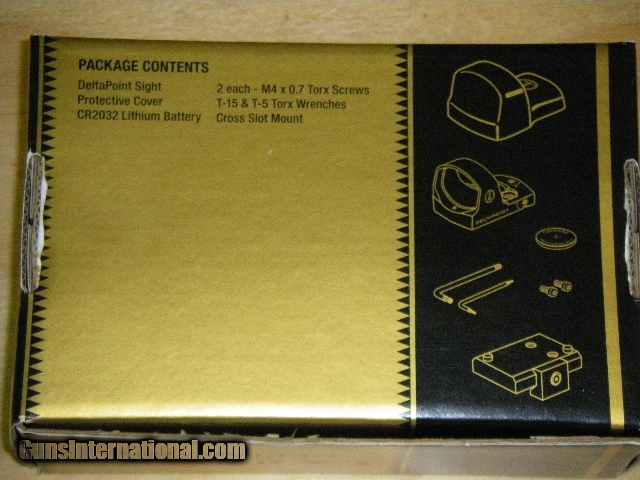 PACKAGE CONTENTS
DeltaPoint Sight 2 each - M4 x 0.7 Torx Screws
Protective Cover T-15 & T-5 Torx Wrenches
CR2032 Lithium Battery Cross Slot Mount
DELTAPOINT
GunsInternational.com